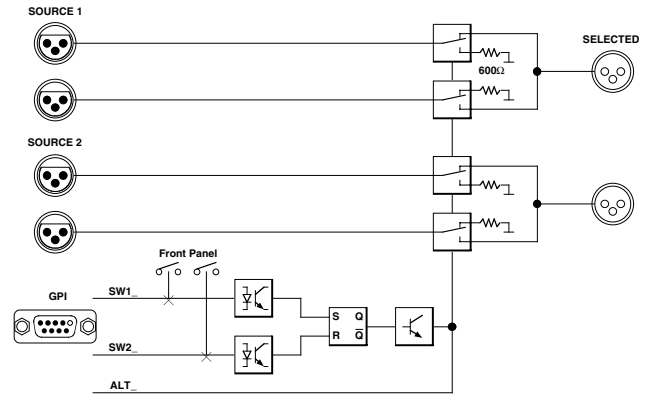 SOURCE 1
SELECTED
600Ω
SOURCE 2
Front Panel
GPI
SW1_
S Q
R Q̅
SW2_
ALT_